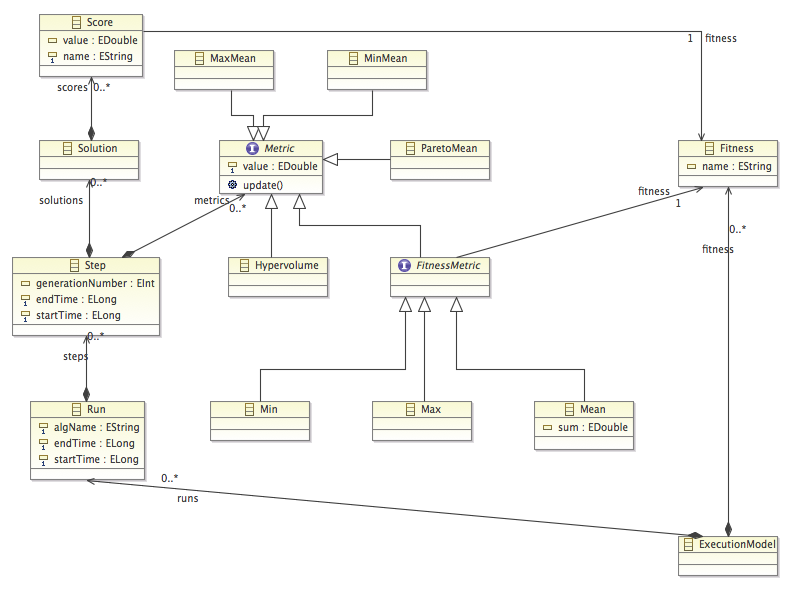 Score
value : EDouble
name : EString
1
fitness
scores
0..*
MaxMean
MinMean
Solution
Metric
value : EDouble
update()
ParetoMean
Fitness
name : EString
0..*
solutions
metrics
0..*
fitness
1
0..*
fitness
Step
generationNumber : EInt
endTime : ELong
startTime : ELong
Hypervolume
FitnessMetric
0..*
steps
Run
algName : EString
endTime : ELong
startTime : ELong
Min
Max
Mean
sum : EDouble
0..*
runs
ExecutionModel